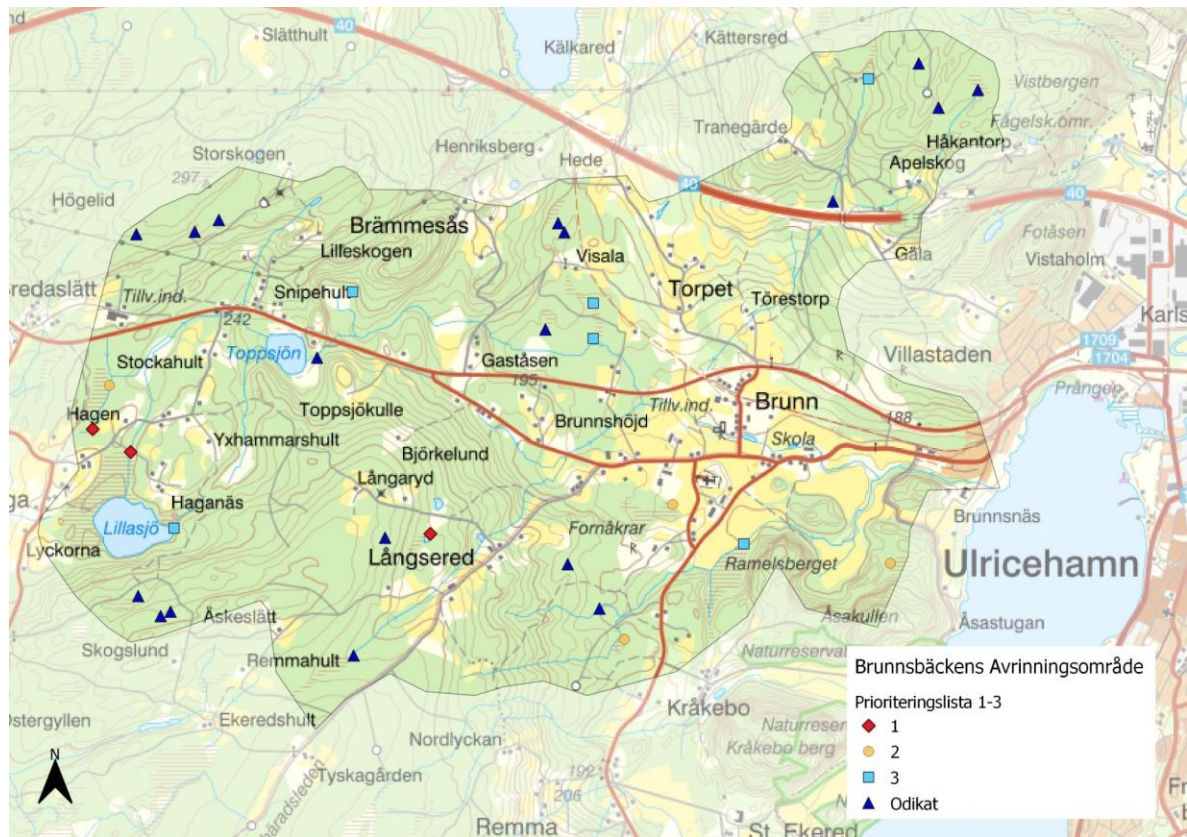 Slätthult
40
Kälkared
Kättersred
Vistbergen
Fågelsk.omr.
Tranegärde
Håkantorp
Storskogen
Henriksberg
Hede
Apelskog
297
Högelid
40
40
Brämmesås
Fotåsen
Lilleskogen
Visala
Gäla
Vistaholm
Bredaslätt
Tillv.ind.
Snipehult
Torpet
Törestorp
242
Karls
Stockahult
Toppsjön
Gaståsen
Villastaden
1709
1704
195
Prången
Toppsjökulle
Brunnshöjd
Tillv.ind.
Brunn
188
Hagen
Yxhammarshult
Björkelund
Skola
Långaryd
Haganäs
Lillasjö
Fornåkrar
Brunnsnäs
Lyckorna
Långsered
Ramelsberget
Ulricehamn
Äskeslätt
Åsakullen
Åsastugan
Skogslund
Remmahult
Naturreservat
Brunnsbäckens Avrinningsområde
Prioriteringslista 1-3
1
2
3
Odikat
Östergyllen
Ekeredshult
Kråkebo
Naturreser
Nordlyckan
Kråkebo berg
N
Tyskagården
192
206
häradsleden
Remma
St. Ekered